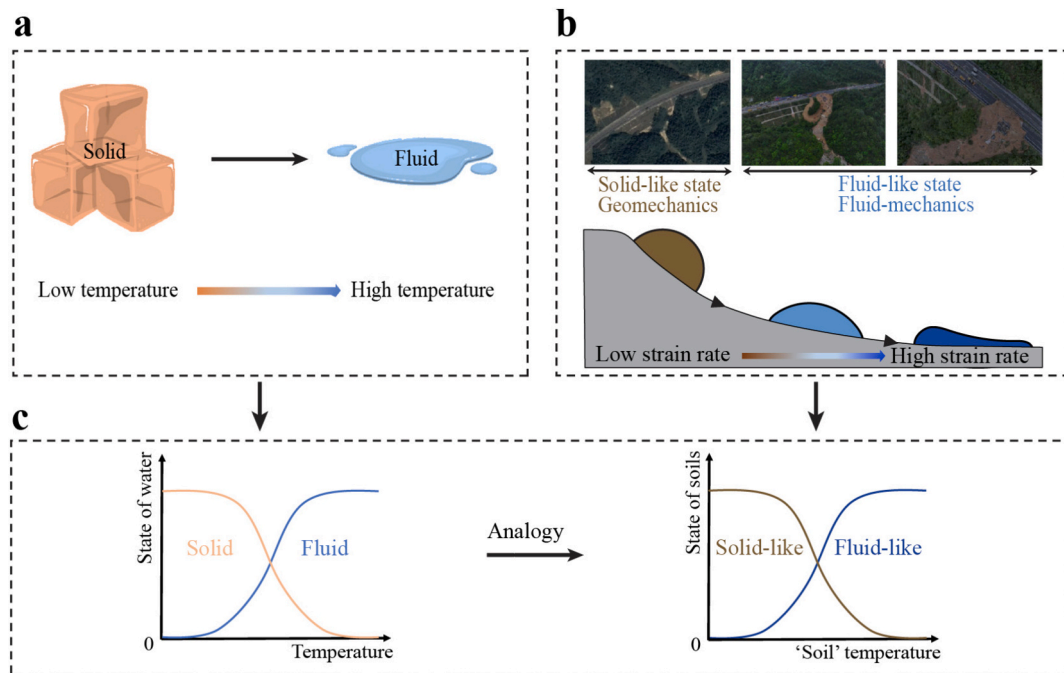 a
Solid
Fluid
Low temperature
High temperature
b
Solid-like state
Geomechanics
Fluid-like state
Fluid-mechanics
Low strain rate
High strain rate
c
State of water
Solid
Fluid
0
Temperature
Analogy
State of soils
Solid-like
Fluid-like
0
‘Soil’ temperature